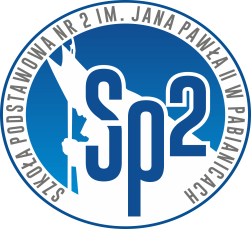 SZKOŁA PODSTAWOWA NR 2 IM. JANA PAWŁA II W PABIANICACH
Sp2